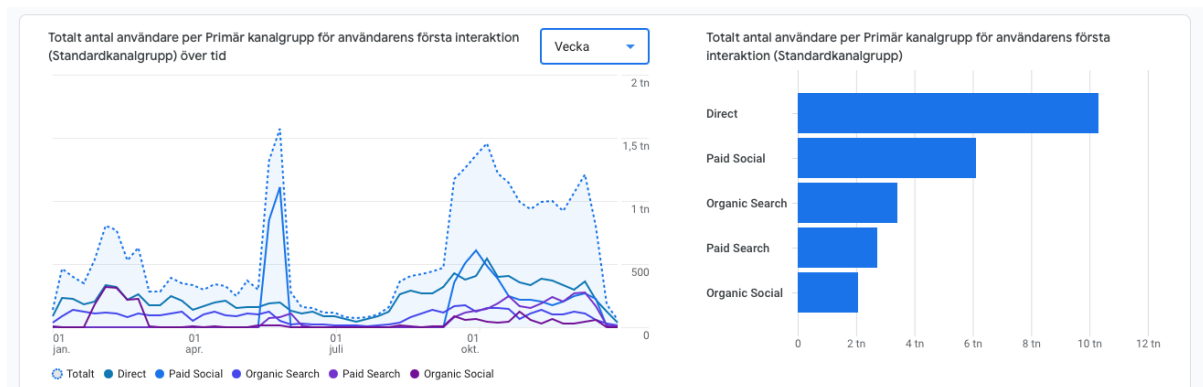 Totalt antal användare per Primär kanalgrupp för användarens första interaktion
(Standardkanalgrupp) över tid
Vecka
2 tn
1,5 tn
1 tn
500
0
01
jan.
01
apr.
01
juli
01
okt.
Totalt
Direct
Paid Social
Organic Search
Paid Search
Organic Social
Totalt antal användare per Primär kanalgrupp för användarens första
interaktion (Standardkanalgrupp)
Direct
Paid Social
Organic Search
Paid Search
Organic Social
0
2 tn
4 tn
6 tn
8 tn
10 tn
12 tn